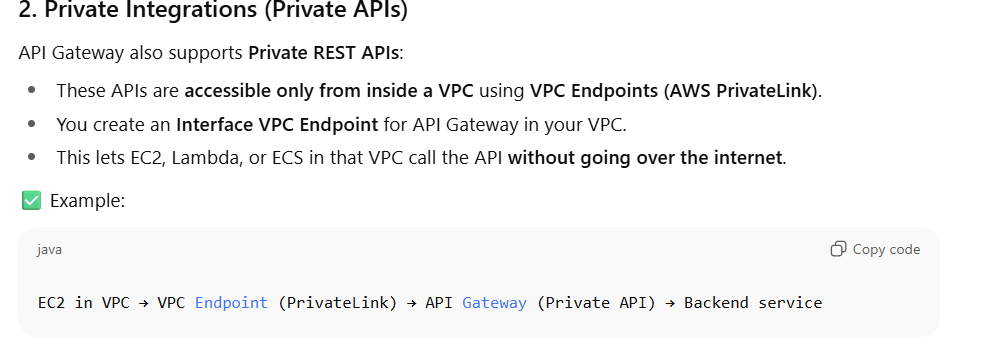 2. Private Integrations (Private APIs)
API Gateway also supports Private REST APIs:
• These APIs are accessible only from inside a VPC using VPC Endpoints (AWS PrivateLink).
• You create an Interface VPC Endpoint for API Gateway in your VPC.
• This lets EC2, Lambda, or ECS in that VPC call the API without going over the internet.
✅ Example:
java
Copy code
EC2 in VPC → VPC Endpoint (PrivateLink) → API Gateway (Private API) → Backend service